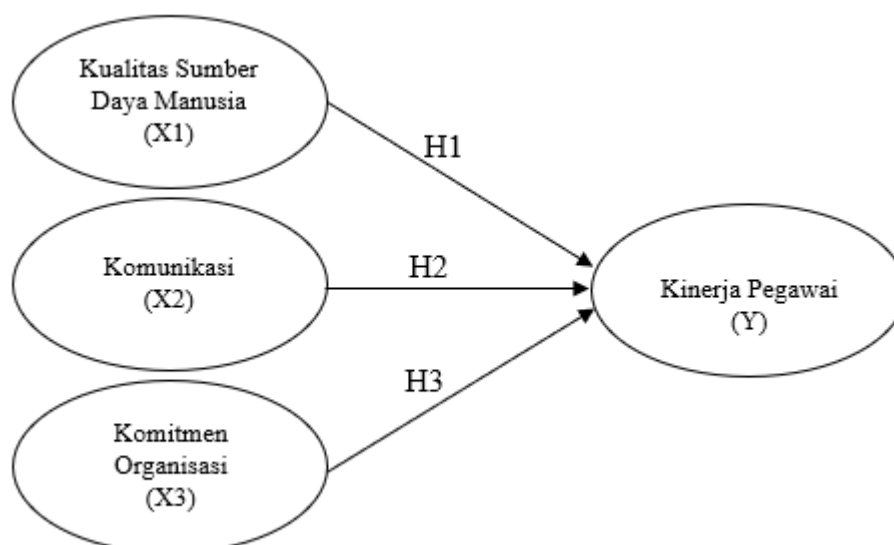 Kualitas Sumber
Daya Manusia
(X1)
H1
Komunikasi
(X2)
H2
Kinerja Pegawai
(Y)
H3
Komitmen
Organisasi
(X3)